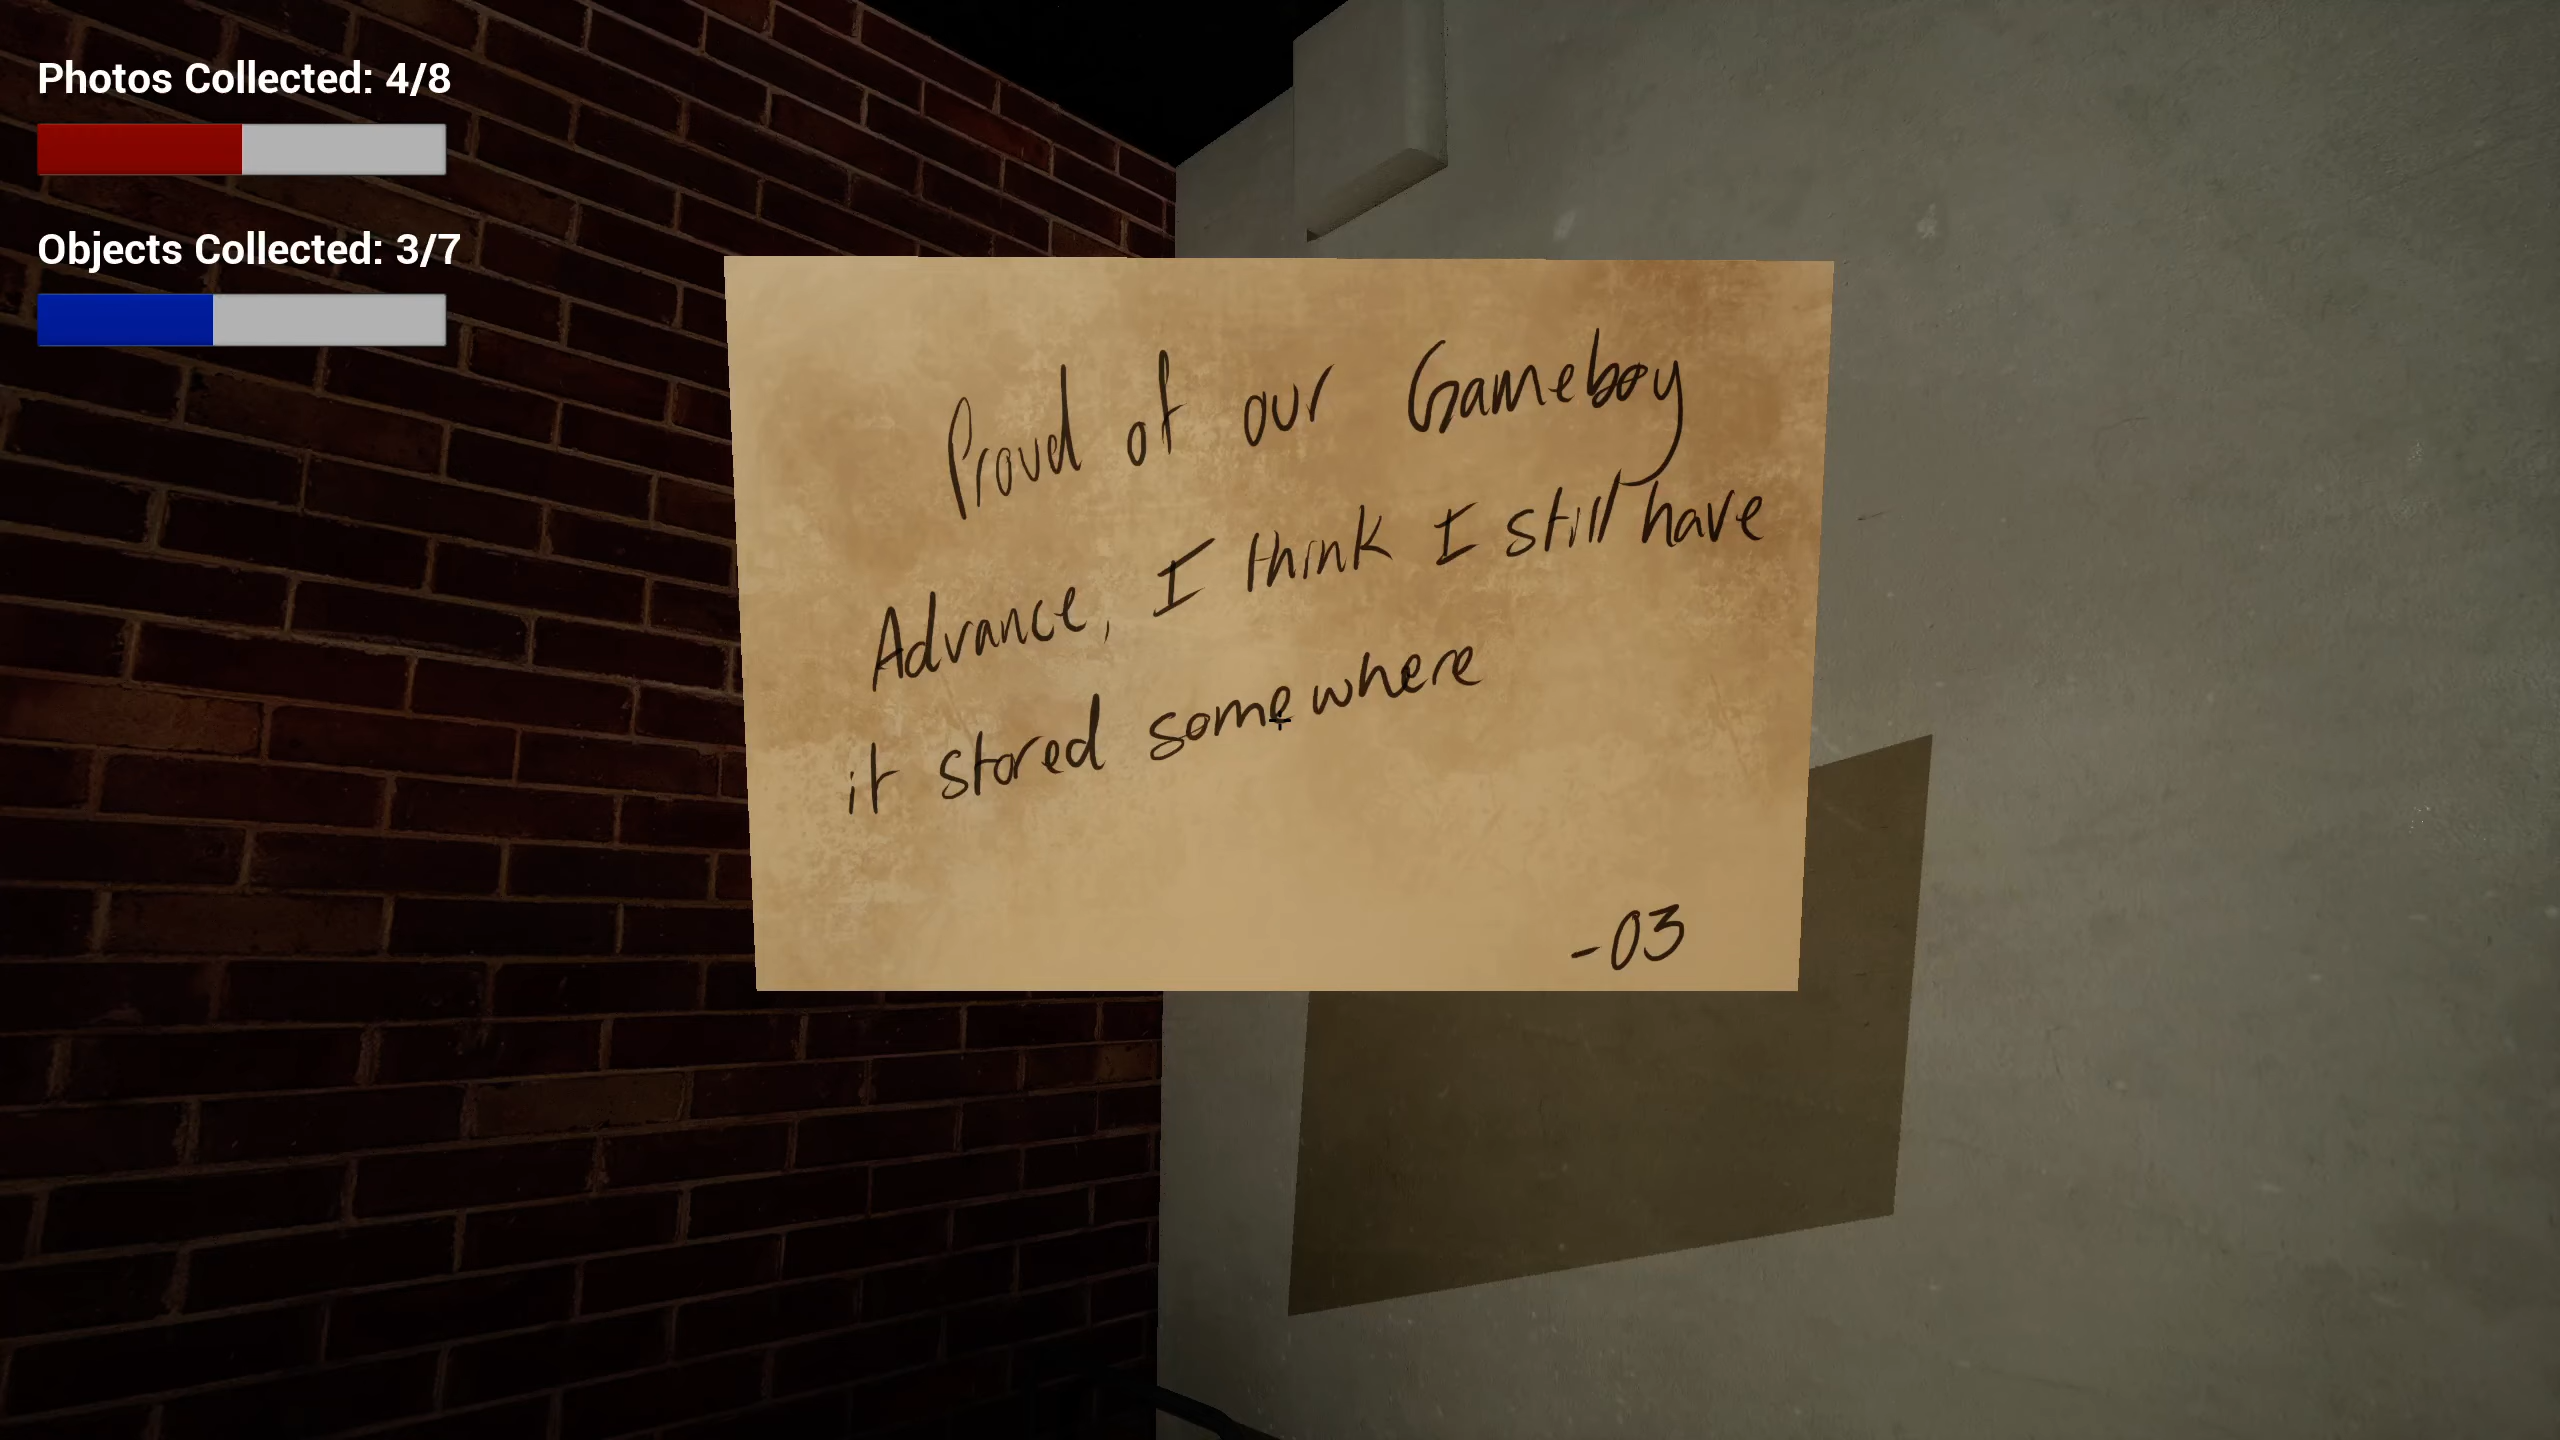 Photos Collected: 4/8
Objects Collected: 3/7
Proud of our Gameboy
Advance, I think I still have
it stored somewhere
-03